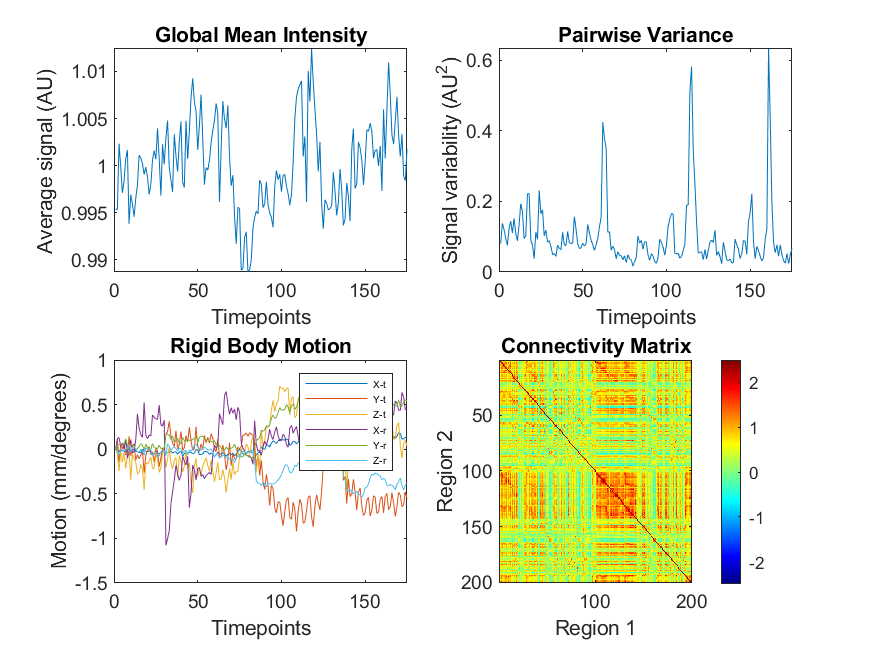 Global Mean Intensity
Average signal (AU)
1.01
1.005
1
0.995
0.99
0 50 100 150
Timepoints
Pairwise Variance
Signal variability (AU²)
0.6
0.4
0.2
0
0 50 100 150
Timepoints
Rigid Body Motion
Motion (mm/degrees)
1
0.5
0
-0.5
-1
-1.5
0 50 100 150
Timepoints
X-t
Y-t
Z-t
X-r
Y-r
Z-r
Connectivity Matrix
Region 2
50
100
150
200
100 200
Region 1
2
1
0
-1
-2